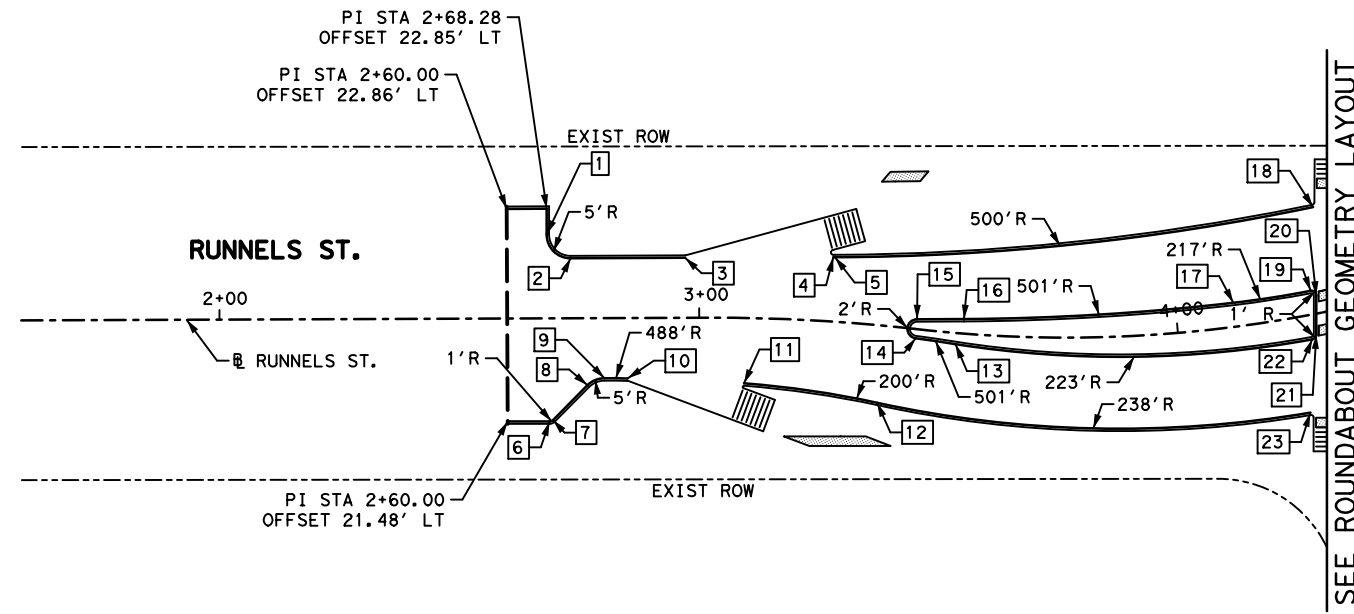 PI STA 2+68.28
OFFSET 22.85' LT
PI STA 2+60.00
OFFSET 22.86' LT
EXIST ROW
1
18
5'R
500'R
RUNNELS ST.
20
217'R
2
3
4
5
15
16
501'R
17
19
2+00
3+00
4+00
2'R
1' R
℄ RUNNELS ST.
1'R
9
488'R
10
11
14
13
22
8
5'R
501'R
223'R
21
200'R
238'R
6
7
12
23
EXIST ROW
PI STA 2+60.00
OFFSET 21.48' LT
SEE ROUNDABOUT GEOMETRY LAYOUT